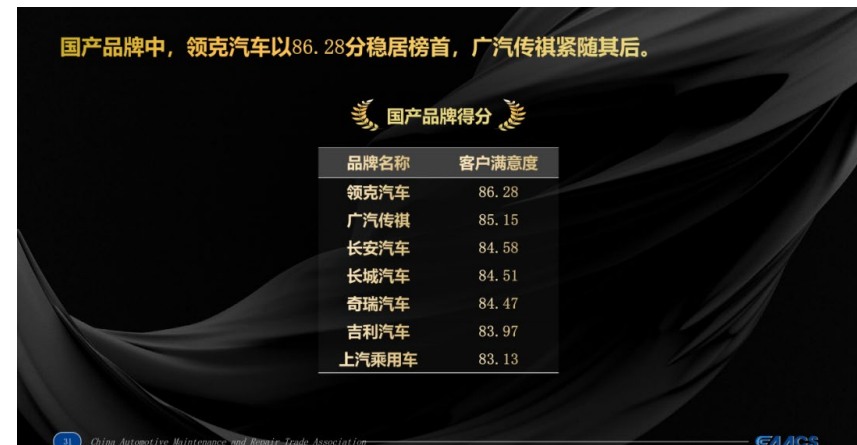 国产品牌中，领克汽车以86.28分稳居榜首，广汽传祺紧随其后。
国产品牌得分
品牌名称 客户满意度
领克汽车 86.28
广汽传祺 85.15
长安汽车 84.58
长城汽车 84.51
奇瑞汽车 84.47
吉利汽车 83.97
上汽乘用车 83.13
31 China Automotive Maintenance and Repair Trade Association